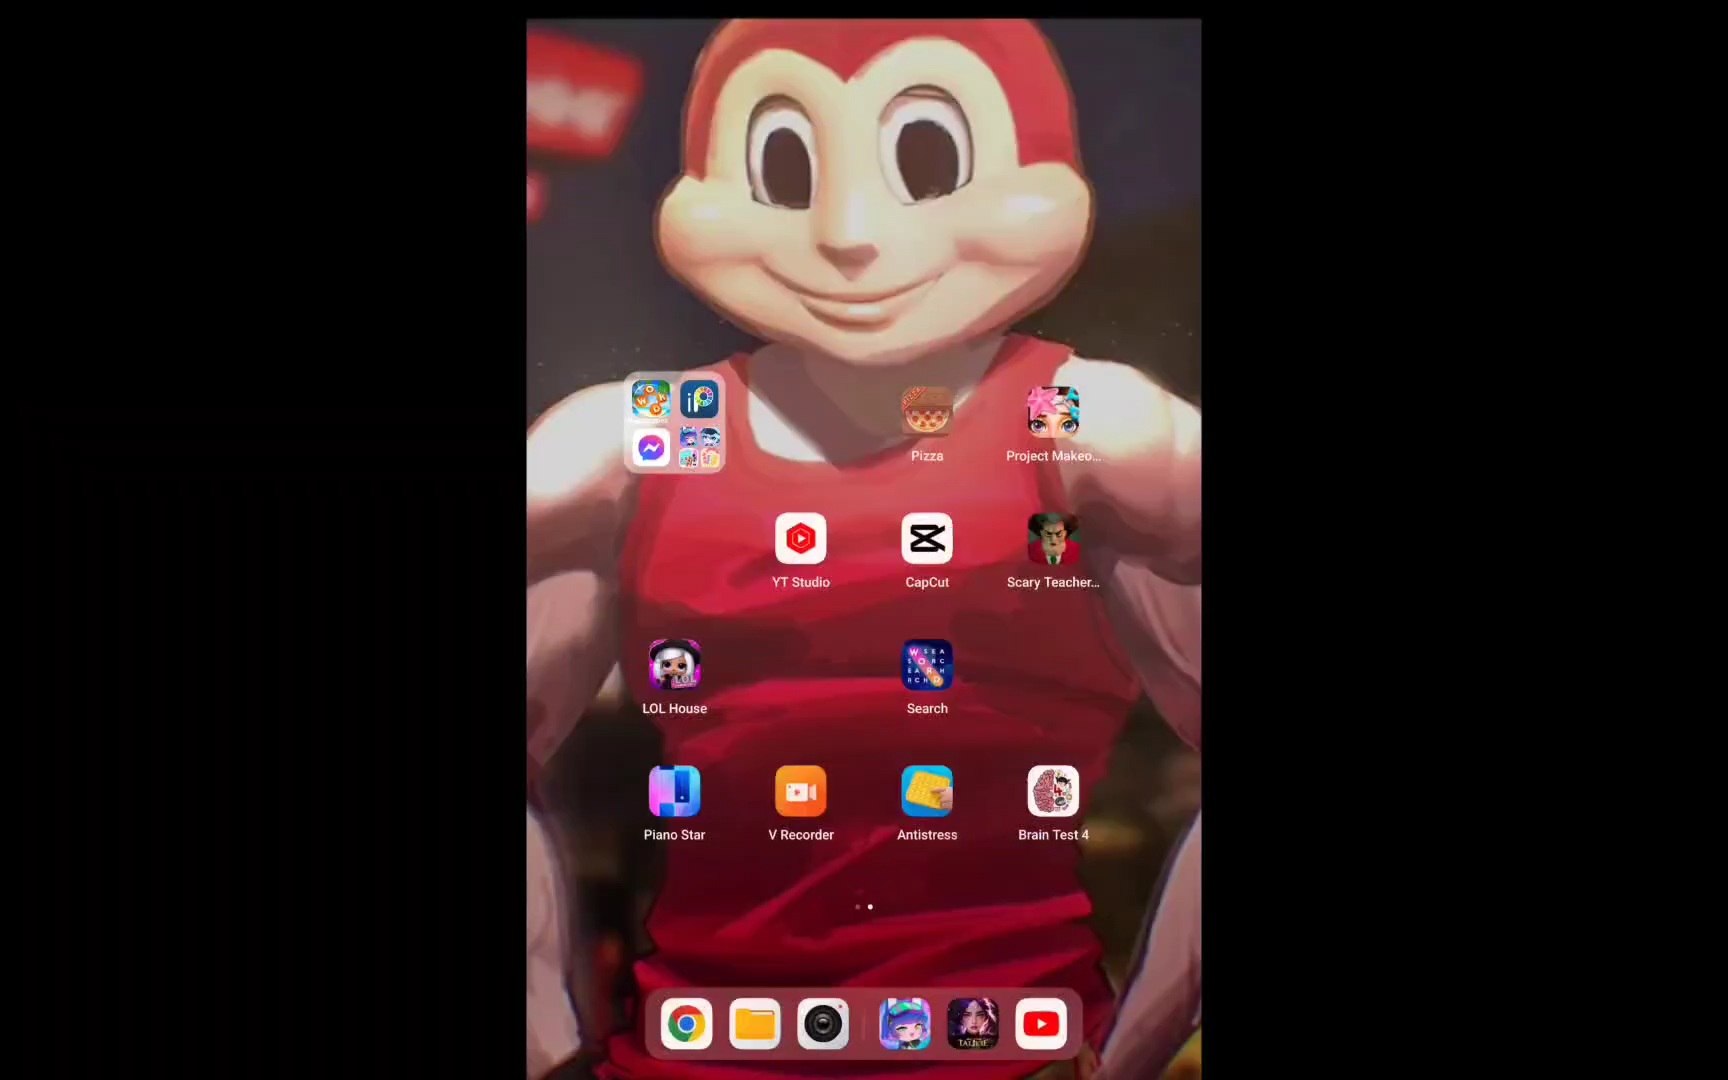 Pizza
Project Makeo...
YT Studio
CapCut
Scary Teacher...
LOL House
Search
Piano Star
V Recorder
Antistress
Brain Test 4